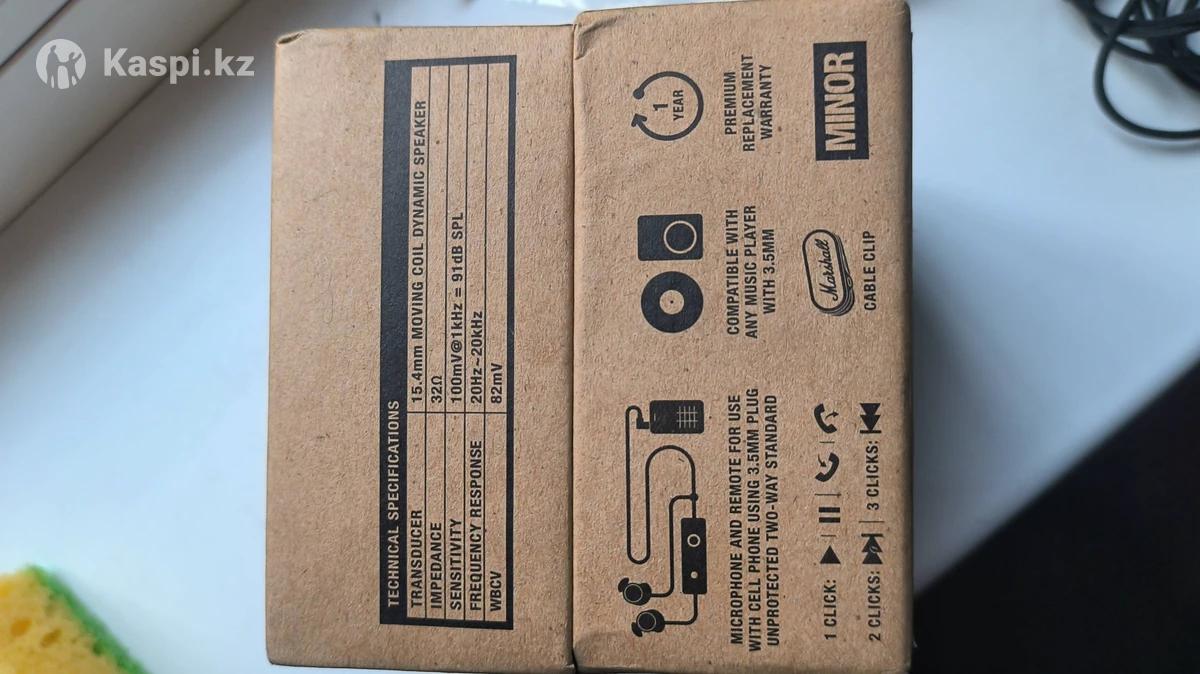 Kaspi.kz
TECHNICAL SPECIFICATIONS
TRANSDUCER 15.4mm MOVING COIL DYNAMIC SPEAKER
IMPEDANCE 32Ω
SENSITIVITY 100mV@1kHz = 91dB SPL
FREQUENCY RESPONSE 20Hz~20kHz
WBCV 82mV
MICROPHONE AND REMOTE FOR USE
WITH CELL PHONE USING 3.5MM PLUG
UNPROTECTED TWO-WAY STANDARD
1 CLICK:
2 CLICKS:
3 CLICKS:
COMPATIBLE WITH
ANY MUSIC PLAYER
WITH 3.5MM
Marshall
CABLE CLIP
1
YEAR
PREMIUM
REPLACEMENT
WARRANTY
MINOR